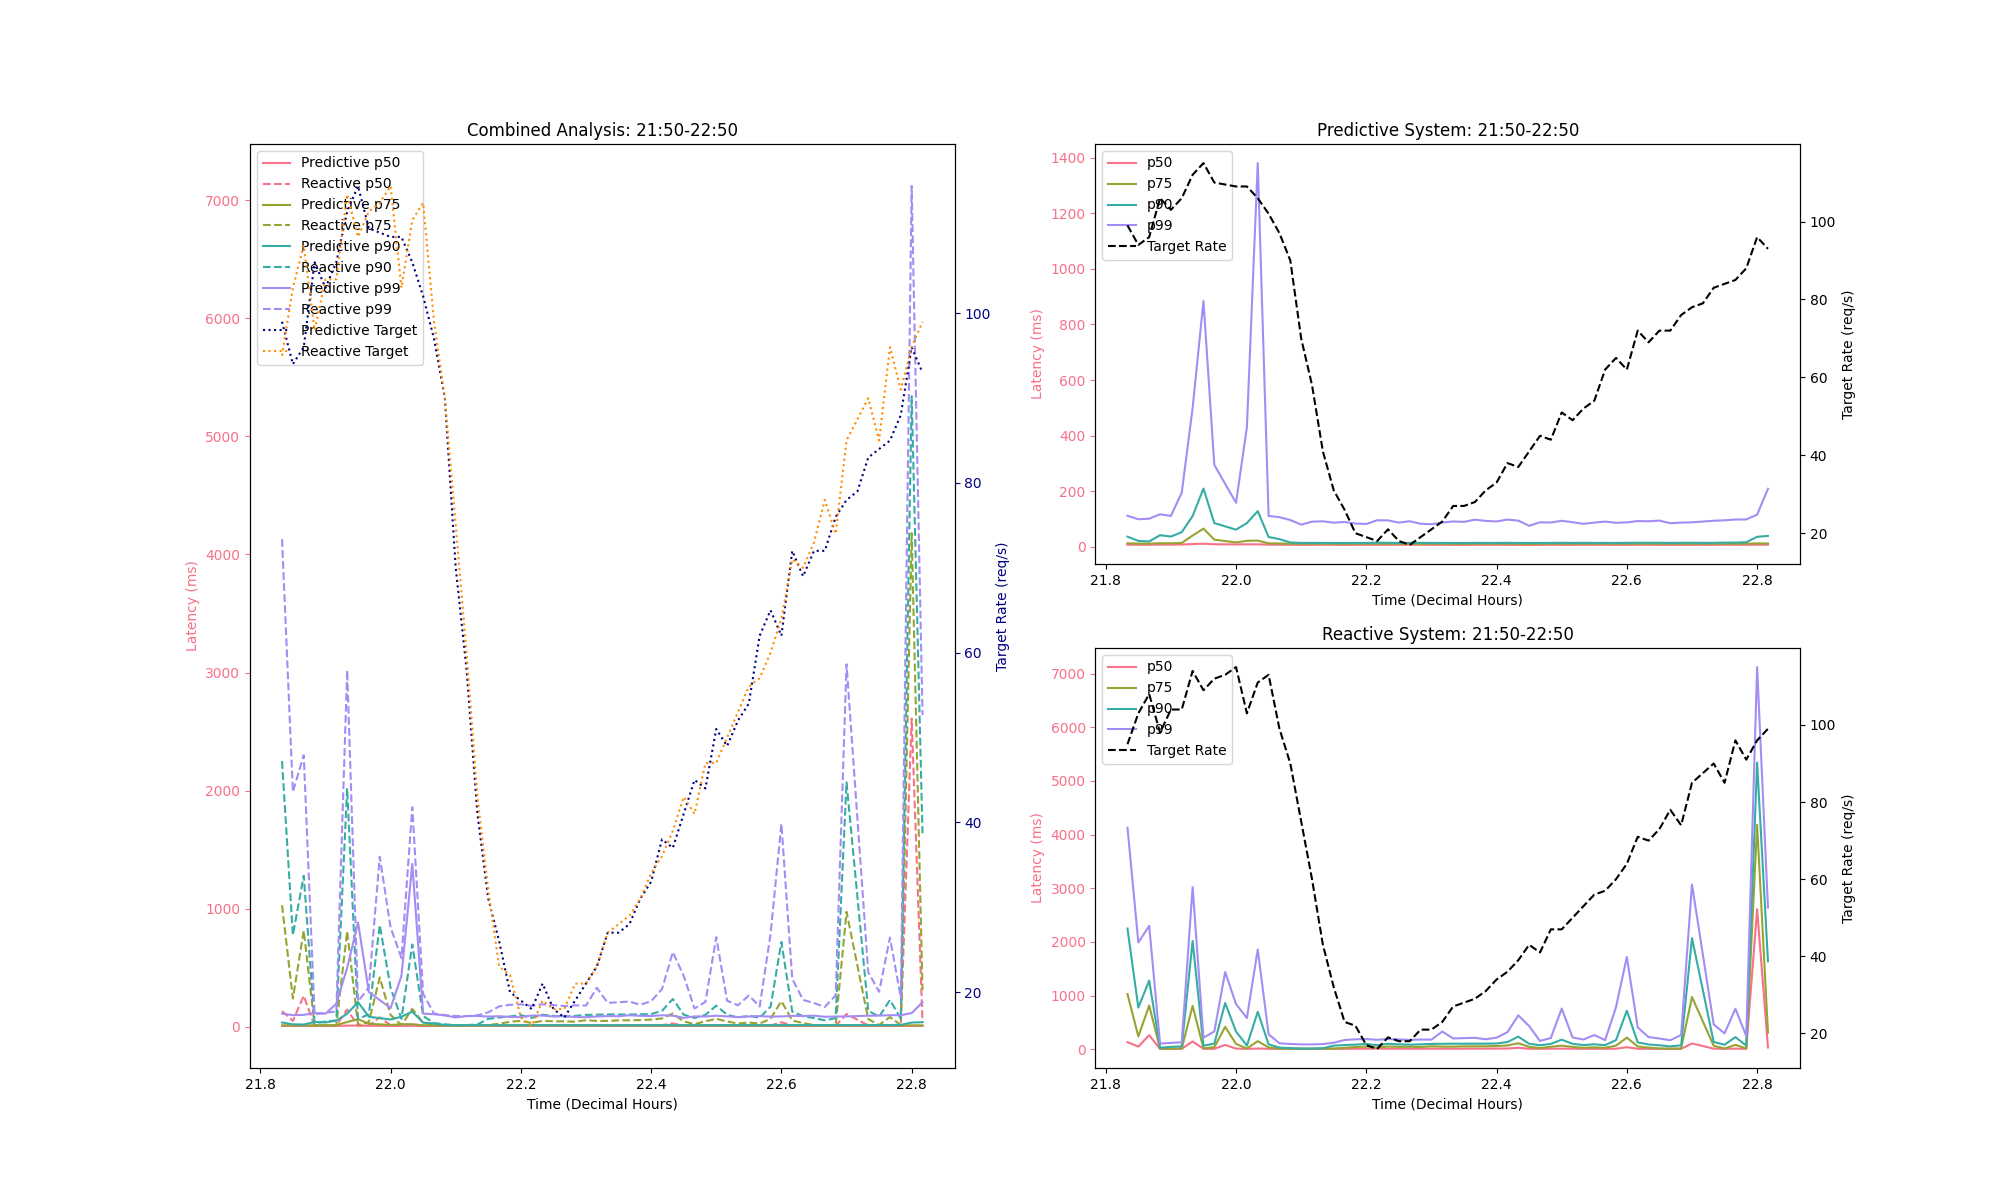 Combined Analysis: 21:50-22:50
Predictive p50
Reactive p50
Predictive p75
Reactive p75
Predictive p90
Reactive p90
Predictive p99
Reactive p99
Predictive Target
Reactive Target
7000
6000
5000
4000
3000
2000
1000
0
Latency (ms)
100
80
60
40
20
Target Rate (req/s)
21.8 22.0 22.2 22.4 22.6 22.8
Time (Decimal Hours)
Predictive System: 21:50-22:50
p50
p75
p90
p99
Target Rate
1400
1200
1000
800
600
400
200
0
Latency (ms)
100
80
60
40
20
Target Rate (req/s)
21.8 22.0 22.2 22.4 22.6 22.8
Time (Decimal Hours)
Reactive System: 21:50-22:50
p50
p75
p90
p99
Target Rate
7000
6000
5000
4000
3000
2000
1000
0
Latency (ms)
100
80
60
40
20
Target Rate (req/s)
21.8 22.0 22.2 22.4 22.6 22.8
Time (Decimal Hours)